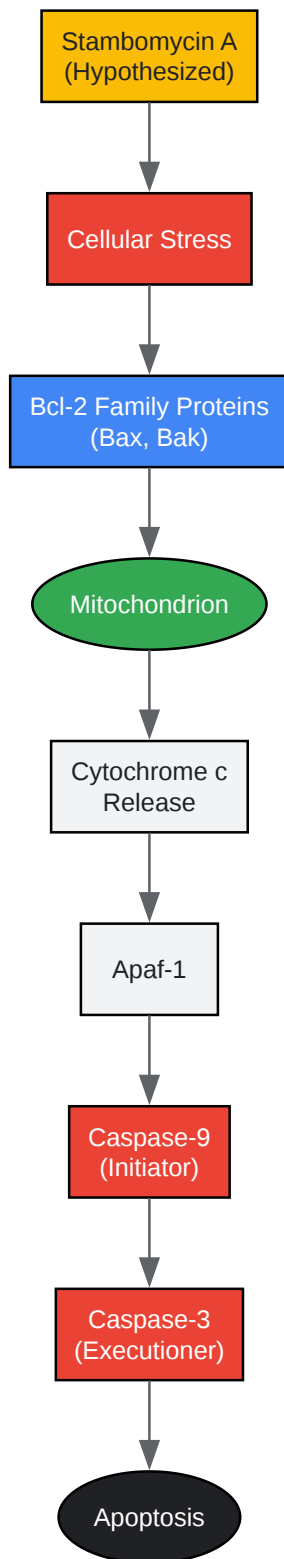 Stambomycin A
(Hypothesized)
Cellular Stress
Bcl-2 Family Proteins
(Bax, Bak)
Mitochondrion
Cytochrome c
Release
Apaf-1
Caspase-9
(Initiator)
Caspase-3
(Executioner)
Apoptosis